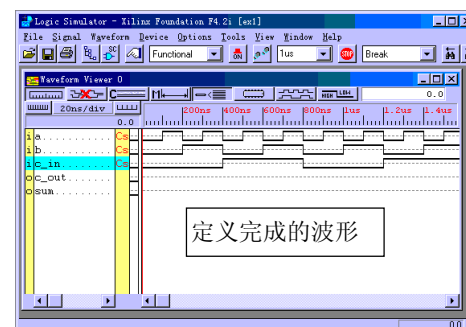 Logic Simulator - Xilinx Foundation F4.2i [ex1]
File Signal Waveform Device Options Tools View Window Help
Functional 1us Break
Waveform Viewer 0
0.0
20ns/div
0.0 200ns 400ns 600ns 800ns 1us 1.2us 1.4us
i a........ Cs
i b........ Cs
i c_in..... Cs
o c_out....
o sum......
定义完成的波形
0.0